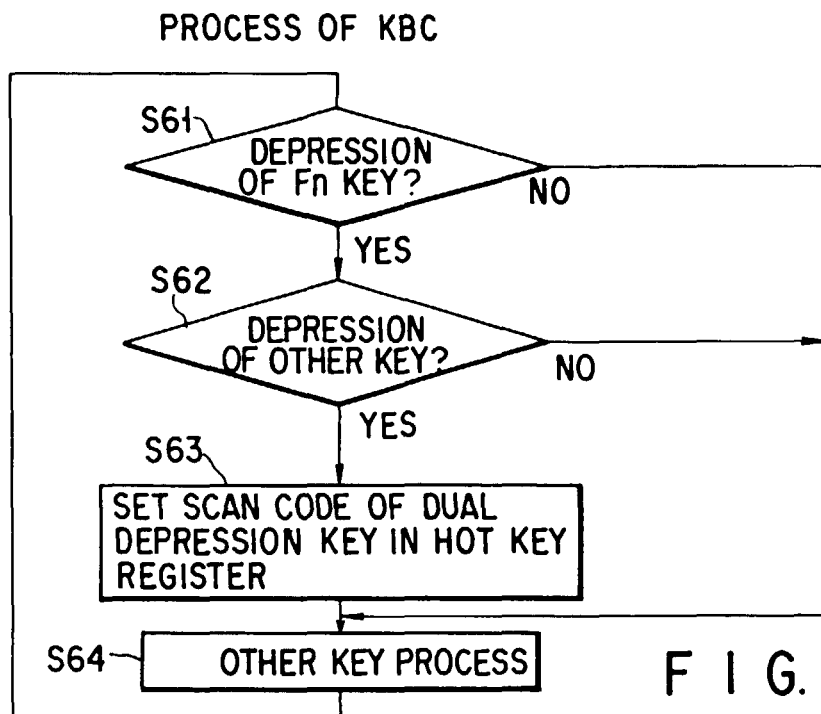 PROCESS OF KBC
S61
DEPRESSION
OF Fn KEY?
NO
YES
S62
DEPRESSION
OF OTHER KEY?
NO
YES
S63
SET SCAN CODE OF DUAL
DEPRESSION KEY IN HOT KEY
REGISTER
S64
OTHER KEY PROCESS
FIG.